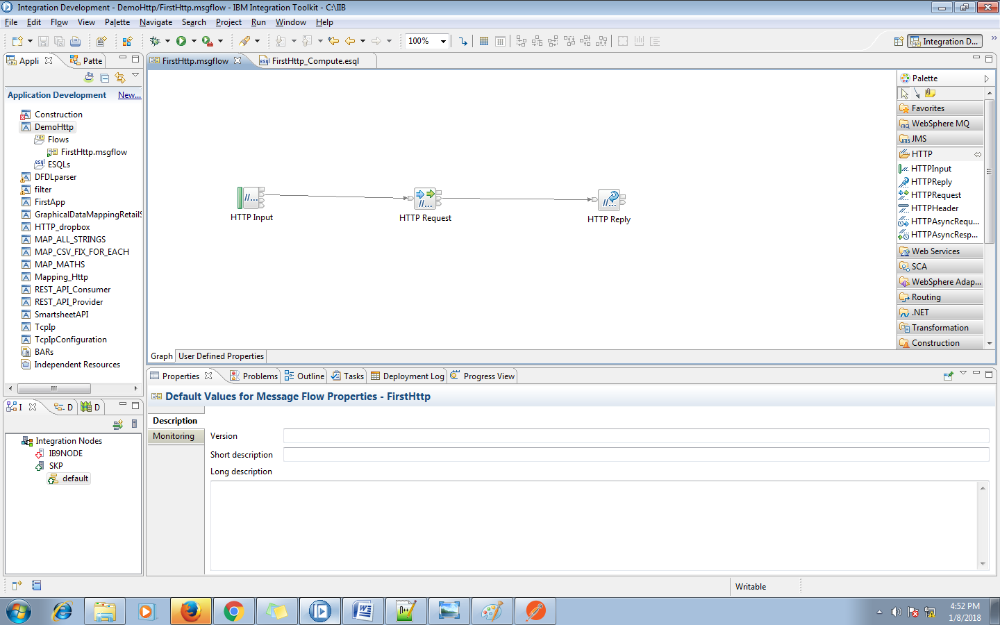 Integration Development - DemoHttp/FirstHttp.msgflow - IBM Integration Toolkit - C:\IIB
File Edit Flow View Palette Navigate Search Project Run Window Help
100%
Integration D...
Appli
Patte
Application Development New...
Construction
DemoHttp
Flows
FirstHttp.msgflow
ESQLs
DFDLparser
filter
FirstApp
GraphicalDataMappingRetailS
HTTP_dropbox
MAP_ALL_STRINGS
MAP_CSV_FIX_FOR_EACH
MAP_MATHS
Mapping_Http
REST_API_Consumer
REST_API_Provider
SmartsheetAPI
TcpIp
TcpIpConfiguration
BARs
Independent Resources
I
D
D
Integration Nodes
IB9NODE
SKP
default
FirstHttp.msgflow
FirstHttp_Compute.esql
HTTP Input
HTTP Request
HTTP Reply
Graph User Defined Properties
Palette
Favorites
WebSphere MQ
JMS
HTTP
HTTPInput
HTTPReply
HTTPRequest
HTTPHeader
HTTPAsyncRequ...
HTTPAsyncResp...
Web Services
SCA
WebSphere Adap...
Routing
.NET
Transformation
Construction
Properties Problems Outline Tasks Deployment Log Progress View
Default Values for Message Flow Properties - FirstHttp
Description
Monitoring
Version
Short description
Long description
Writable
4:52 PM
1/8/2018